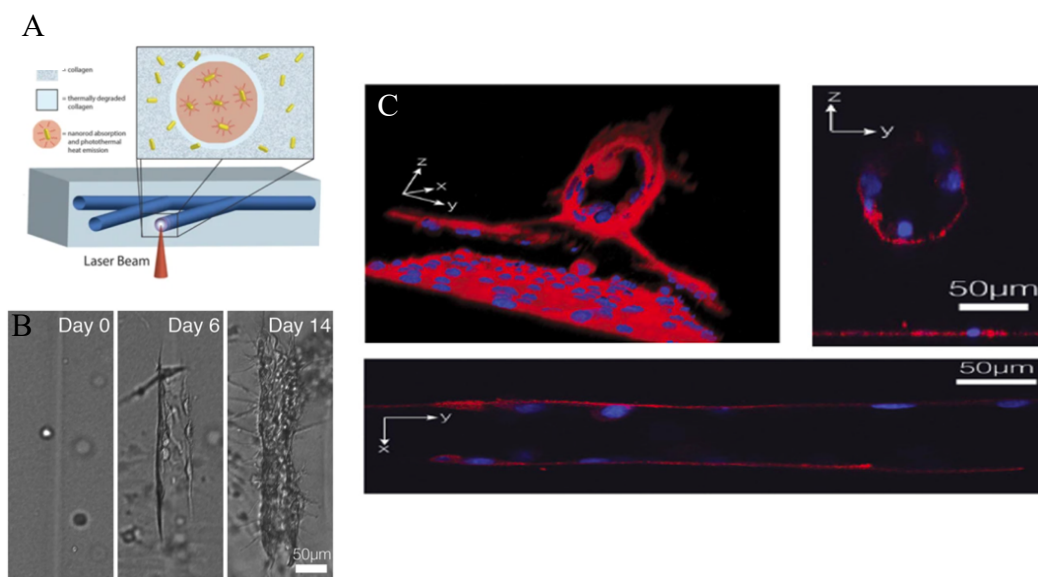 A
= collagen
= thermally-degraded
collagen
= nanorod absorption
and photothermal
heat emission
Laser Beam
B
Day 0
Day 6
Day 14
50μm
C
z
x
y
z
y
50μm
50μm
y
x